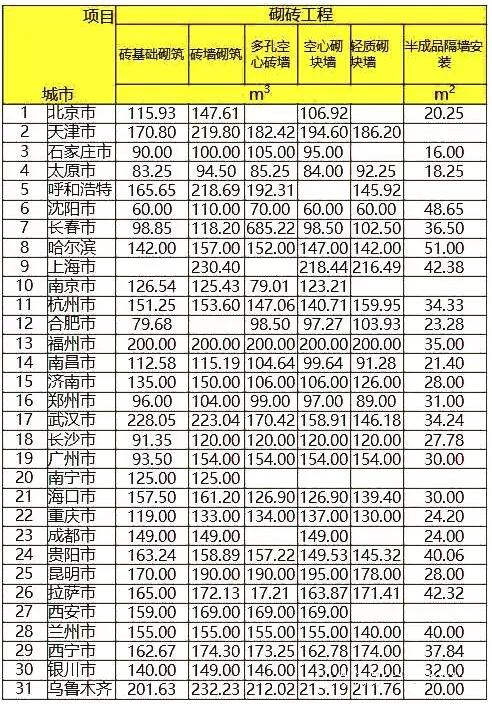 项目 砌砖工程
砖基础砌筑 砖墙砌筑 多孔空心砖墙 空心砌块墙 轻质砌块墙 半成品隔墙安装
城市 m³ m²
1 北京市 115.93 147.61 106.92 20.25
2 天津市 170.80 219.80 182.42 194.60 186.20
3 石家庄市 90.00 100.00 105.00 95.00 16.00
4 太原市 83.25 94.50 85.25 84.00 92.25 18.25
5 呼和浩特 165.65 218.69 192.31 145.92
6 沈阳市 60.00 110.00 70.00 60.00 60.00 48.65
7 长春市 98.85 118.20 685.22 98.50 102.50 36.50
8 哈尔滨 142.00 157.00 152.00 147.00 142.00 51.00
9 上海市 230.40 218.44 216.49 42.38
10 南京市 126.54 125.43 79.01 123.21
11 杭州市 151.25 153.60 147.06 140.71 159.95 34.33
12 合肥市 79.68 98.50 97.27 103.93 23.28
13 福州市 200.00 200.00 200.00 200.00 200.00 35.00
14 南昌市 112.58 115.19 104.64 99.64 91.28 21.40
15 济南市 135.00 150.00 106.00 106.00 126.00 28.00
16 郑州市 96.00 104.00 99.00 97.00 89.00 31.00
17 武汉市 228.05 223.04 170.42 158.91 146.18 34.24
18 长沙市 91.35 120.00 120.00 120.00 120.00 27.78
19 广州市 93.50 154.00 154.00 154.00 154.00 30.00
20 南宁市 125.00 125.00
21 海口市 157.50 161.20 126.90 126.90 139.40 30.00
22 重庆市 119.00 133.00 134.00 137.00 130.00 24.20
23 成都市 149.00 149.00 149.00 24.00
24 贵阳市 163.24 158.89 157.22 149.53 145.32 40.06
25 昆明市 170.00 190.00 190.00 195.00 178.00 28.00
26 拉萨市 165.00 172.13 17.21 163.87 171.41 42.32
27 西安市 159.00 169.00 169.00 169.00
28 兰州市 155.00 155.00 155.00 155.00 140.00 40.00
29 西宁市 162.67 174.30 173.25 162.78 174.00 37.84
30 银川市 140.00 149.00 146.00 143.00 142.00 32.00
31 乌鲁木齐 201.63 232.23 212.02 215.19 211.76 20.00